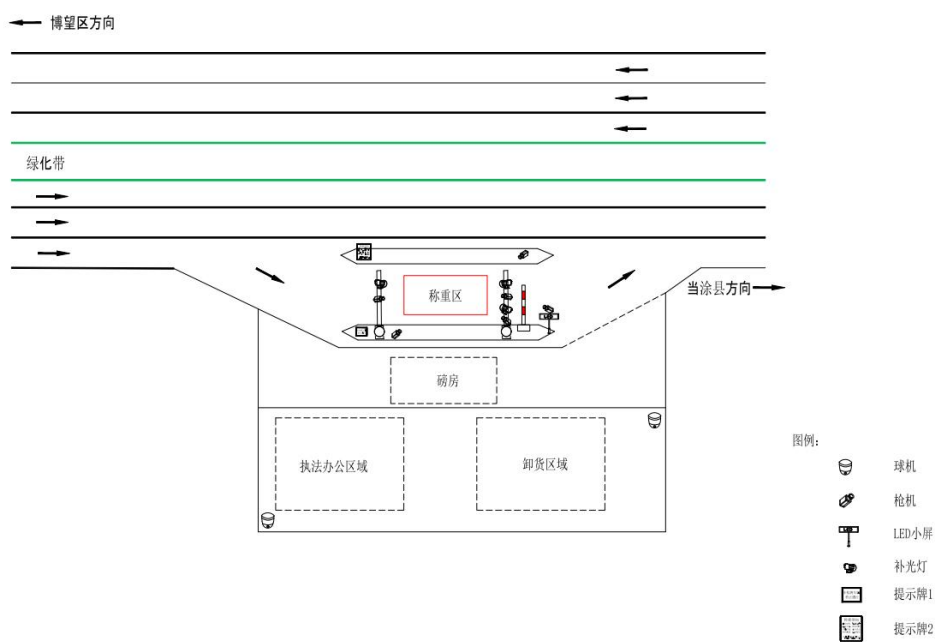 博望区方向
绿化带
称重区
当涂县方向
磅房
执法办公区域
卸货区域
图例：
球机
枪机
LED小屏
补光灯
提示牌1
提示牌2